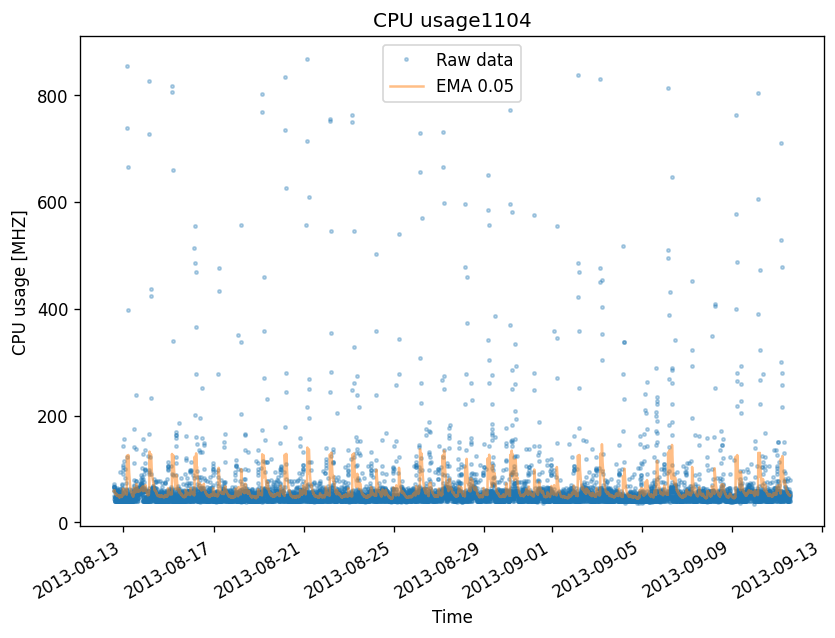 CPU usage1104
Raw data
EMA 0.05
CPU usage [MHZ]
800
600
400
200
0
2013-08-13
2013-08-17
2013-08-21
2013-08-25
2013-08-29
2013-09-01
2013-09-05
2013-09-09
2013-09-13
Time